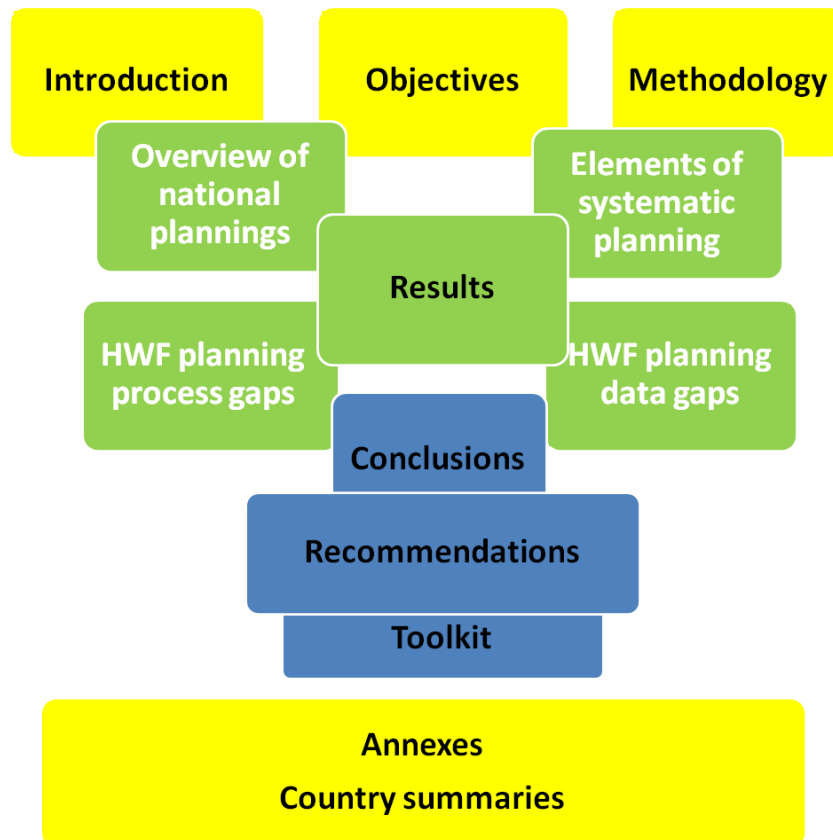 Introduction
Objectives
Methodology
Overview of
national
plannings
Elements of
systematic
planning
Results
HWF planning
process gaps
HWF planning
data gaps
Conclusions
Recommendations
Toolkit
Annexes
Country summaries